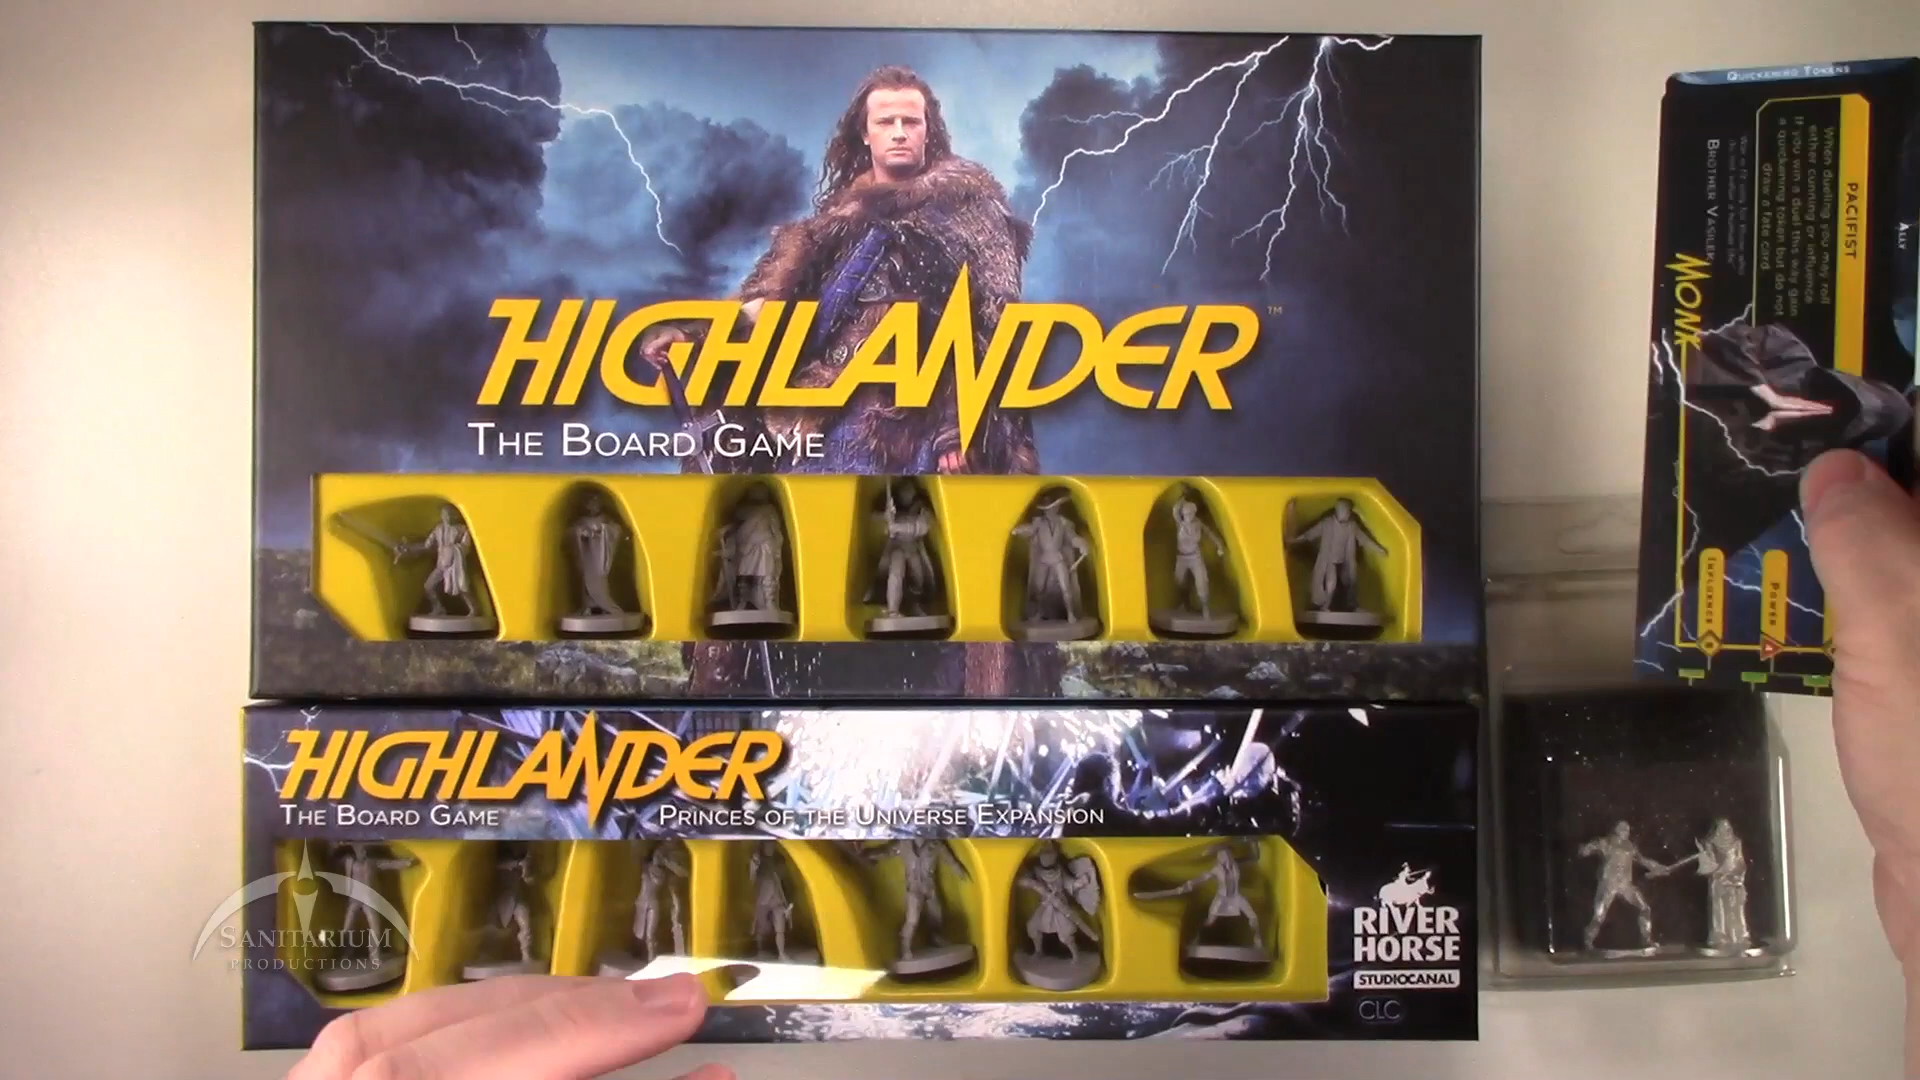 HIGHLANDER™
THE BOARD GAME
HIGHLANDER
THE BOARD GAME
PRINCES OF THE UNIVERSE EXPANSION
RIVER
HORSE
STUDIOCANAL
CLC
SANITARIUM
PRODUCTIONS
QUICKENING TOKENS
ALLY
PACIFIST
When dueling you may roll
either cunning or influence
If you win a duel this way gain
a quickening token but do not
draw a fate card
BROTHER VASILEK
MONK
INFLUENCE
POWER